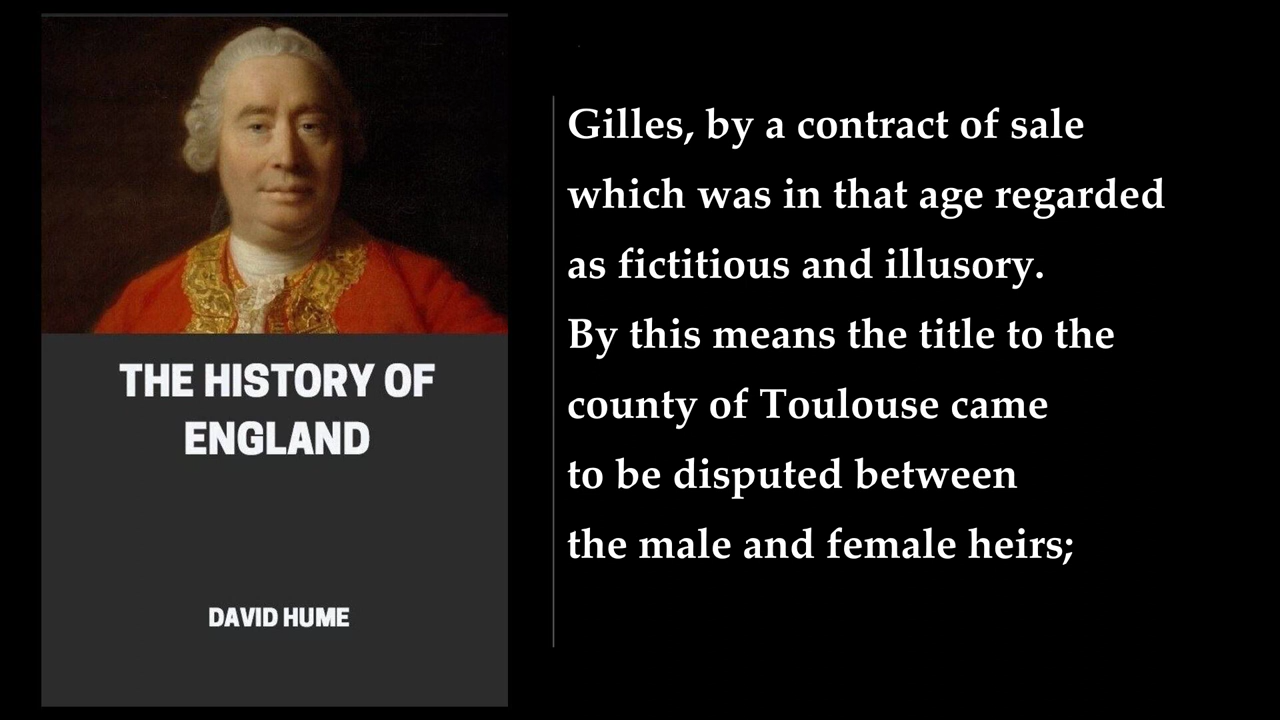 THE HISTORY OF
ENGLAND
DAVID HUME
Gilles, by a contract of sale
which was in that age regarded
as fictitious and illusory.
By this means the title to the
county of Toulouse came
to be disputed between
the male and female heirs;